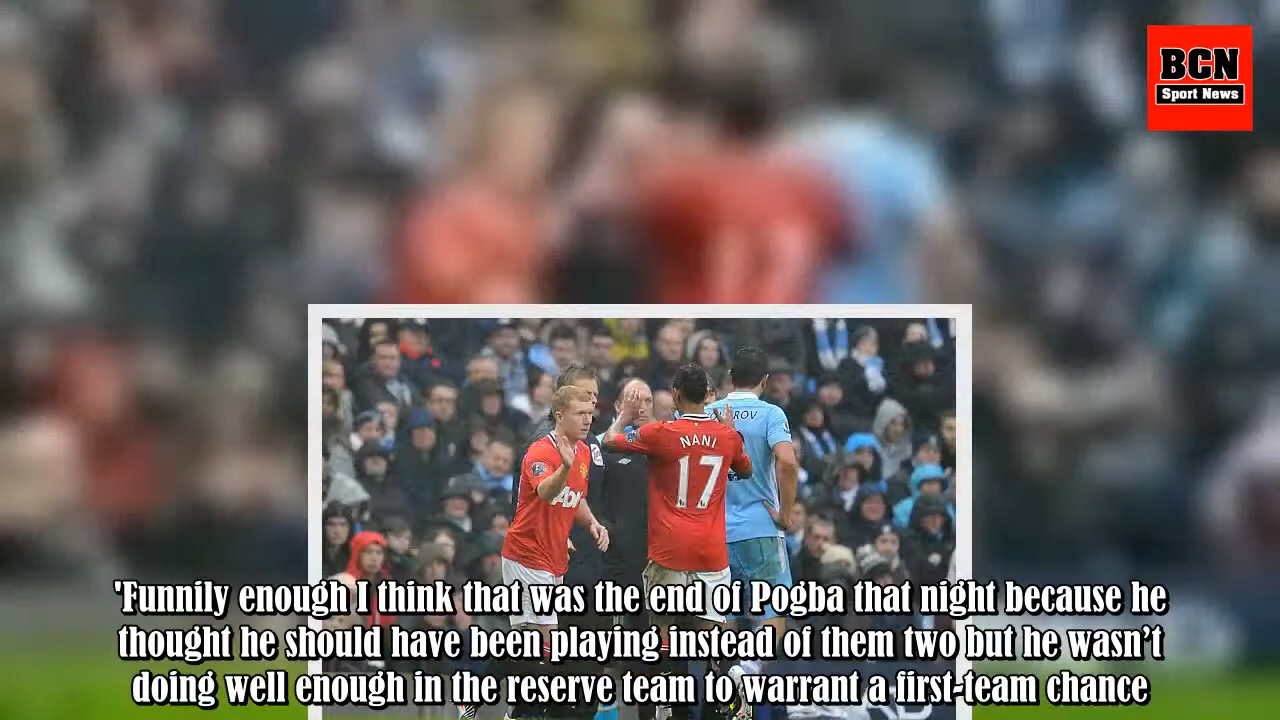 BCN
Sport News
NANI
17
'Funnily enough I think that was the end of Pogba that night because he
thought he should have been playing instead of them two but he wasn’t
doing well enough in the reserve team to warrant a first-team chance